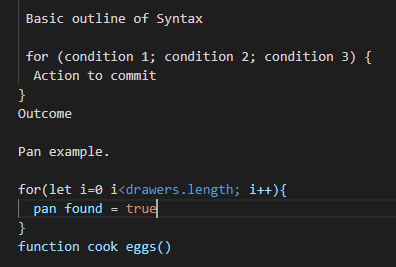 Basic outline of Syntax
for (condition 1; condition 2; condition 3) {
Action to commit
}
Outcome
Pan example.
for(let i=0 i<drawers.length; i++){
pan found = true
}
function cook eggs()